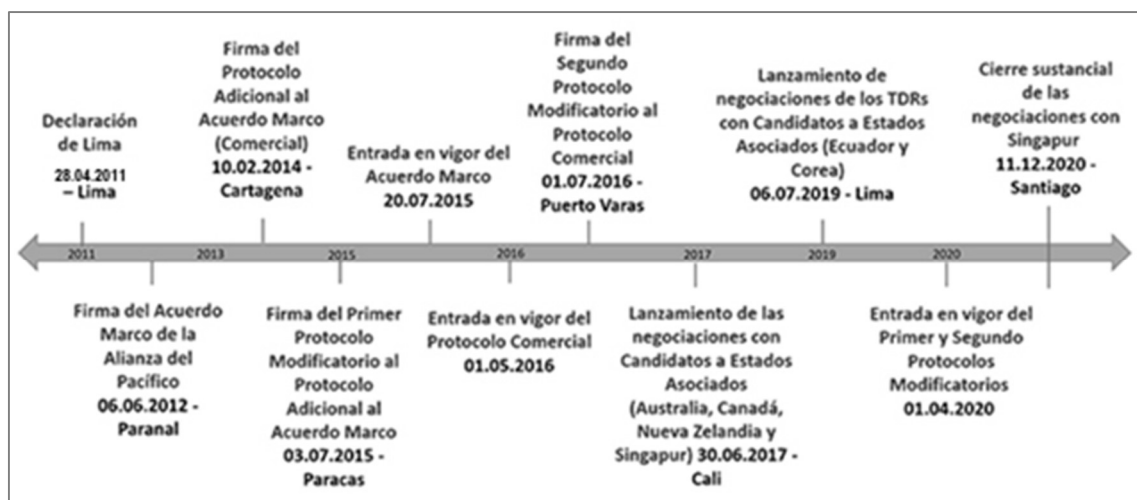 Declaración
de Lima
28.04.2011
– Lima
Firma del
Protocolo
Adicional al
Acuerdo Marco
(Comercial)
10.02.2014 -
Cartagena
Entrada en vigor del
Acuerdo Marco
20.07.2015
Firma del
Segundo
Protocolo
Modificatorio al
Protocolo
Comercial
01.07.2016 -
Puerto Varas
Lanzamiento de
negociaciones de los TDRs
con Candidatos a Estados
Asociados (Ecuador y
Corea)
06.07.2019 - Lima
Cierre sustancial
de las
negociaciones con
Singapur
11.12.2020 -
Santiago
2011 2013 2015 2016 2017 2019 2020
Firma del Acuerdo
Marco de la
Alianza del
Pacífico
06.06.2012 -
Paranal
Firma del Primer
Protocolo
Modificatorio al
Protocolo
Adicional al
Acuerdo Marco
03.07.2015 -
Paracas
Entrada en vigor del
Protocolo Comercial
01.05.2016
Lanzamiento de las
negociaciones con
Candidatos a Estados
Asociados
(Australia, Canadá,
Nueva Zelandia y
Singapur) 30.06.2017 -
Cali
Entrada en vigor del
Primer y Segundo
Protocolos
Modificatorios
01.04.2020